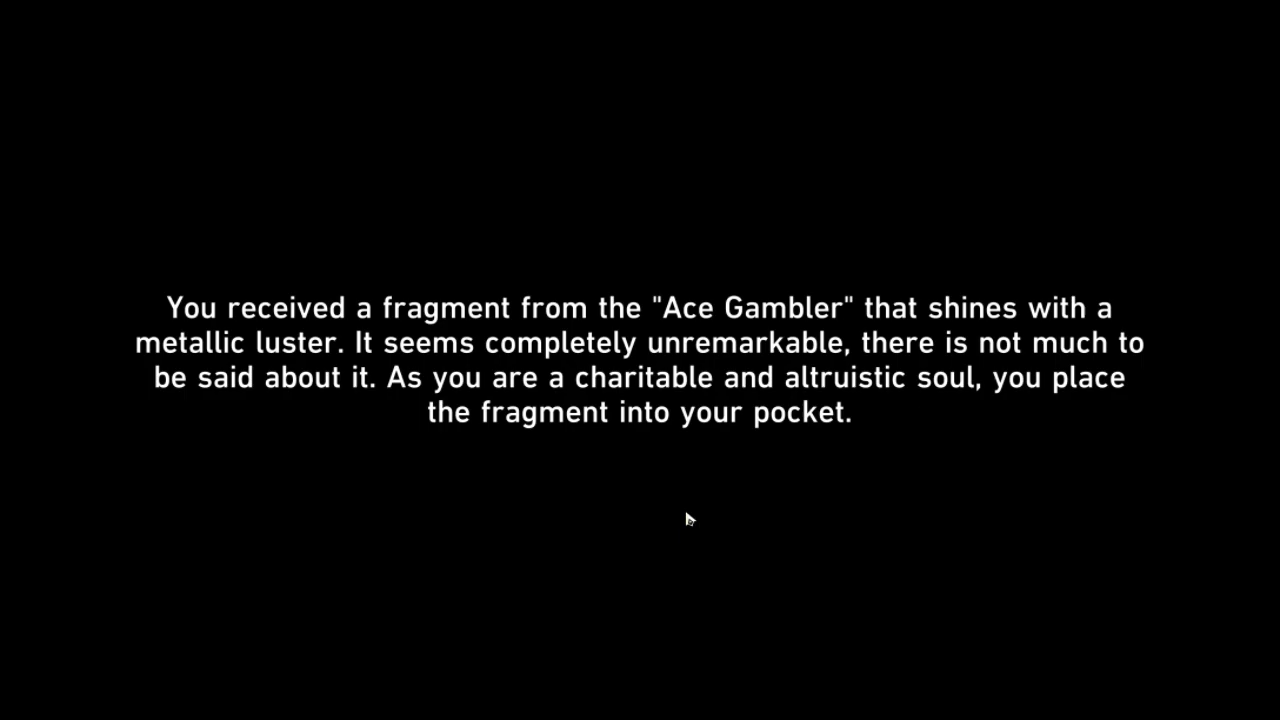 You received a fragment from the "Ace Gambler" that shines with a
metallic luster. It seems completely unremarkable, there is not much to
be said about it. As you are a charitable and altruistic soul, you place
the fragment into your pocket.